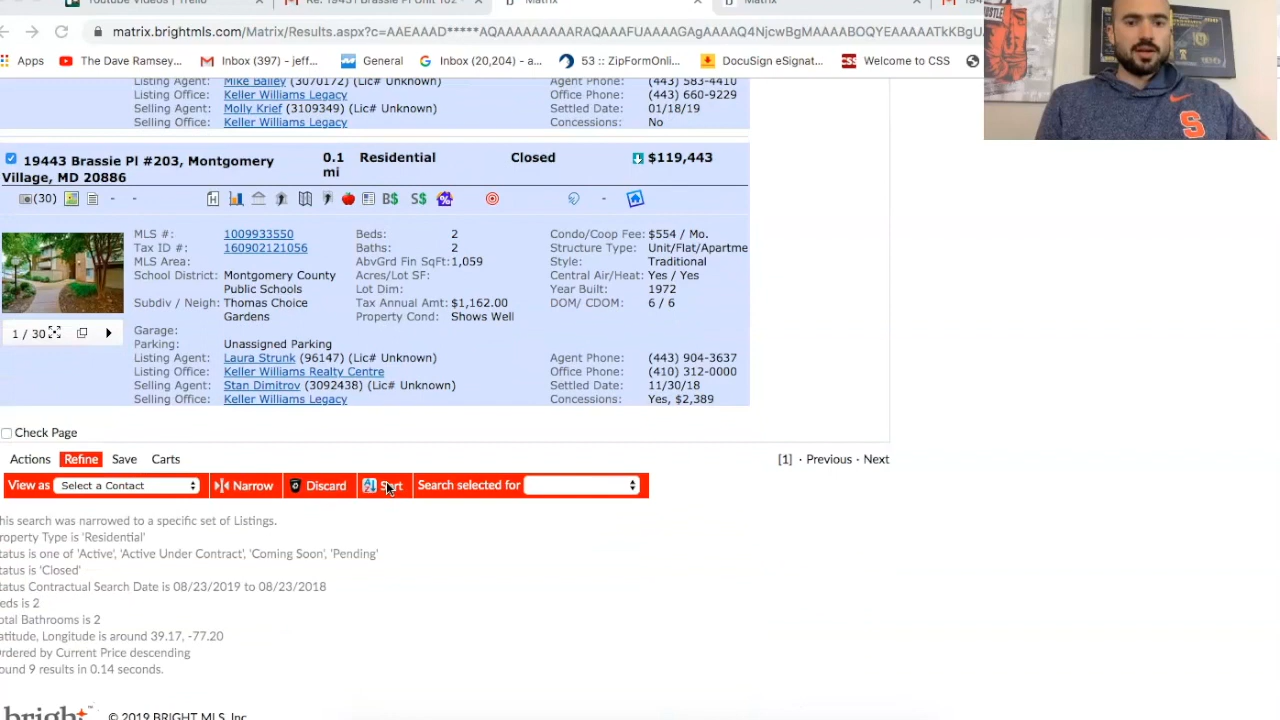 Youtube Videos | Trello
Re: 19431 Brassie Pl Unit 102 -
Matrix
Matrix
matrix.brightmls.com/Matrix/Results.aspx?c=AAEAAAD*****AQAAAAAAAAARAQAAAFUAAAAGAgAAAAQ4NjcwBgMAAAAABOQYEAAAAATkKBgU
Apps
The Dave Ramsey...
Inbox (397) - jeff...
General
Inbox (20,204) - a...
53 :: ZipFormOnli...
DocuSign eSignat...
Welcome to CSS
HUSTLE
S
Listing Agent: Mike Bailey (3070172) (Lic# Unknown) Agent Phone: (443) 583-4410
Listing Office: Keller Williams Legacy Office Phone: (443) 660-9229
Selling Agent: Molly Krief (3109349) (Lic# Unknown) Settled Date: 01/18/19
Selling Office: Keller Williams Legacy Concessions: No
19443 Brassie Pl #203, Montgomery Village, MD 20886 0.1 mi Residential Closed $119,443
(30) - - H B$ S$ % -
MLS #: 1009933550 Beds: 2 Condo/Coop Fee: $554 / Mo.
Tax ID #: 160902121056 Baths: 2 Structure Type: Unit/Flat/Apartme
MLS Area: AbvGrd Fin SqFt: 1,059 Style: Traditional
School District: Montgomery County Acres/Lot SF: Central Air/Heat: Yes / Yes
Public Schools Lot Dim: Year Built: 1972
Subdiv / Neigh: Thomas Choice Tax Annual Amt: $1,162.00 DOM/ CDOM: 6 / 6
Gardens Property Cond: Shows Well
1 / 30
Garage:
Parking: Unassigned Parking
Listing Agent: Laura Strunk (96147) (Lic# Unknown) Agent Phone: (443) 904-3637
Listing Office: Keller Williams Realty Centre Office Phone: (410) 312-0000
Selling Agent: Stan Dimitrov (3092438) (Lic# Unknown) Settled Date: 11/30/18
Selling Office: Keller Williams Legacy Concessions: Yes, $2,389
Check Page
Actions Refine Save Carts [1] · Previous · Next
View as Select a Contact Narrow Discard Sort Search selected for
his search was narrowed to a specific set of Listings.
roperty Type is 'Residential'
tatus is one of 'Active', 'Active Under Contract', 'Coming Soon', 'Pending'
tatus is 'Closed'
tatus Contractual Search Date is 08/23/2019 to 08/23/2018
eds is 2
otal Bathrooms is 2
atitude, Longitude is around 39.17, -77.20
rdered by Current Price descending
ound 9 results in 0.14 seconds.
bright™ © 2019 BRIGHT MLS, Inc